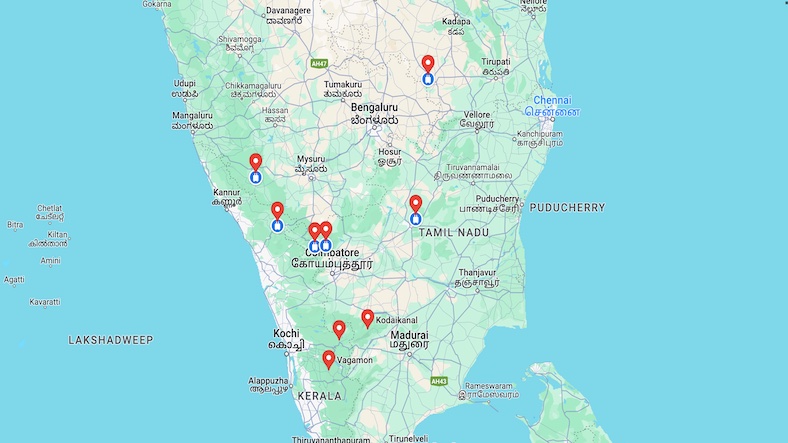 Gokarna
Davanagere
ದಾವಣಗೆರೆ
Kadapa
కడప
Nellore
నెల్లూరు
Shivamogga
ಶಿವಮೊಗ್ಗ
AH47
Tirupati
తిరుపతి
Udupi
ಉಡುಪಿ
Chikkamagaluru
ಚಿಕ್ಕಮಗಳೂರು
Tumakuru
ತುಮಕೂರು
Hassan
ಹಾಸನ
Bengaluru
ಬೆಂಗಳೂರು
Chennai
சென்னை
Mangaluru
ಮಂಗಳೂರು
Vellore
வேலூர்
Kanchipuram
காஞ்சிபுரம்
Hosur
ஒசூர்
Mysuru
ಮೈಸೂರು
Tiruvannamalai
திருவண்ணாமலை
Kannur
കണ്ണൂർ
Puducherry
பாண்டிச்சேரி
PUDUCHERRY
Chetlat
ചേടലറ്റ്
Bitra
Kiltan
கில்தான்
TAMIL NADU
Amini
Coimbatore
கோயம்புத்தூர்
Agatti
Thanjavur
தஞ்சாவூர்
Kavaratti
Kodaikanal
LAKSHADWEEP
Kochi
കൊച്ചി
Madurai
மதுரை
Vagamon
Alappuzha
ആലപ്പുഴ
AH43
Rameswaram
இராமேஸ்வரம்
KERALA
Thiruvananthapuram
Tirunelveli